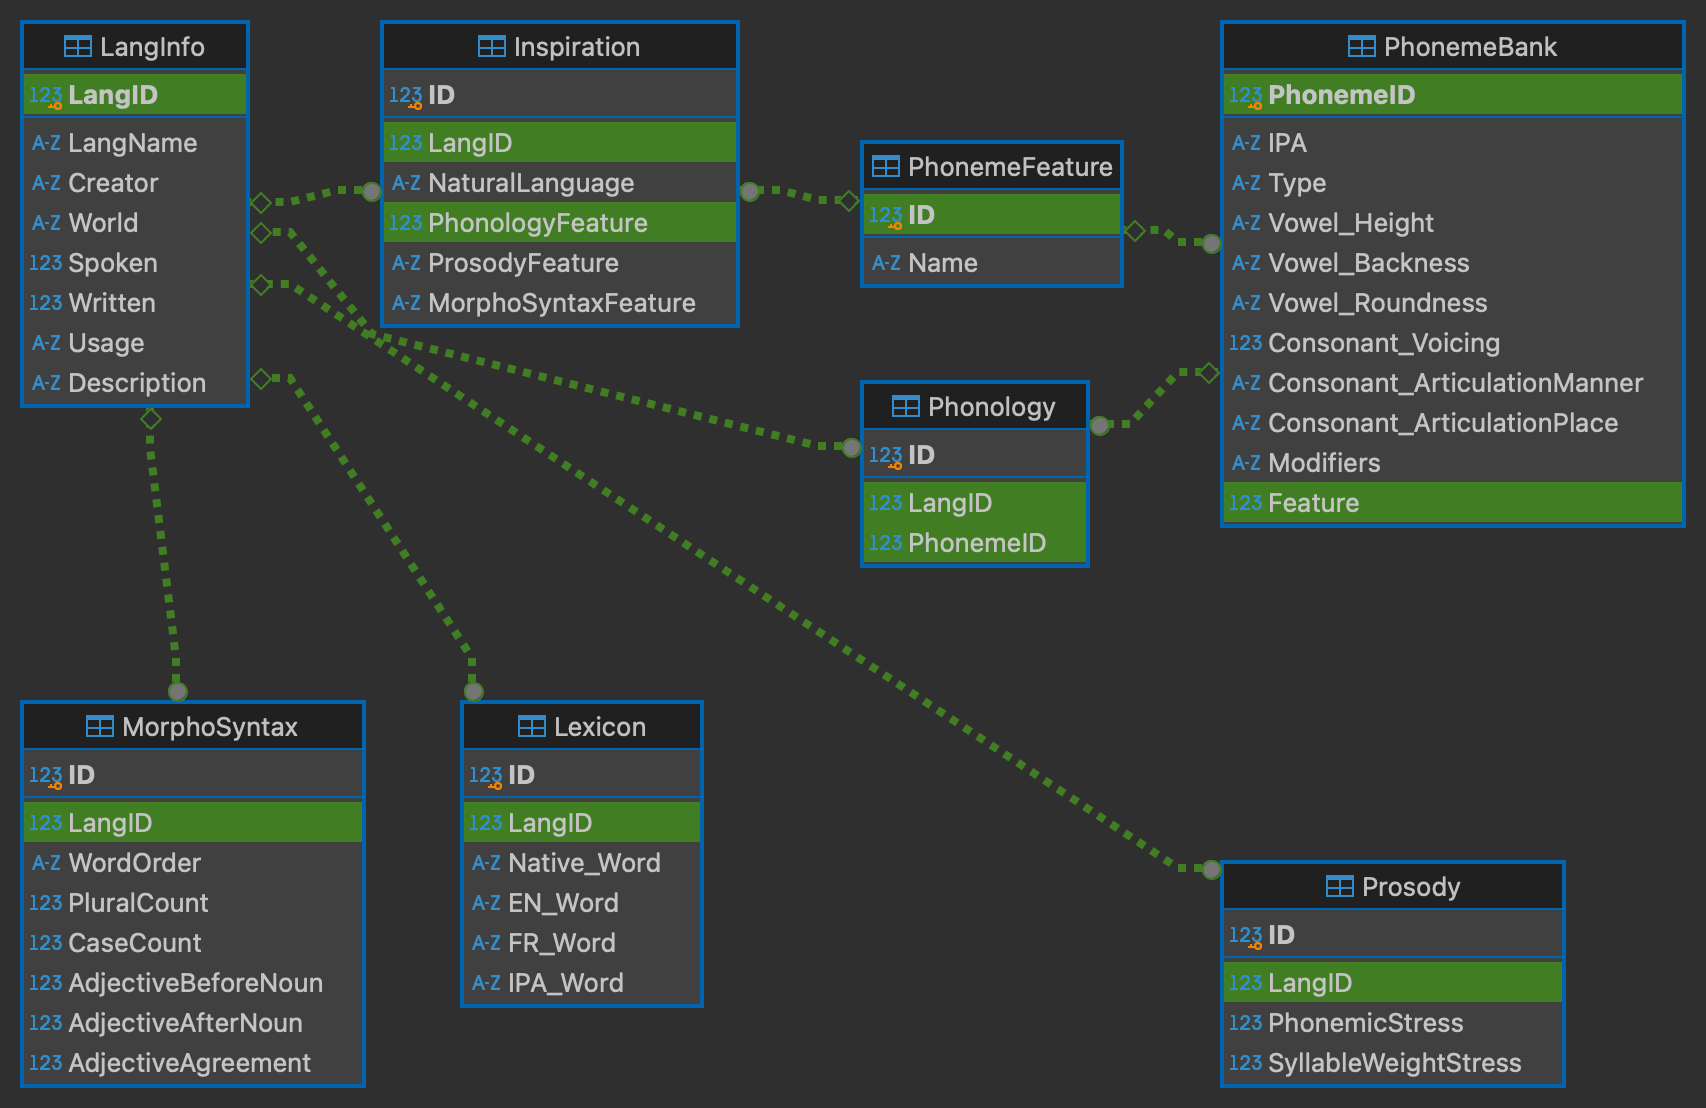 LangInfo
123 LangID
A-Z LangName
A-Z Creator
A-Z World
123 Spoken
123 Written
A-Z Usage
A-Z Description
Inspiration
123 ID
123 LangID
A-Z NaturalLanguage
123 PhonologyFeature
A-Z ProsodyFeature
A-Z MorphoSyntaxFeature
PhonemeFeature
123 ID
A-Z Name
PhonemeBank
123 PhonemeID
A-Z IPA
A-Z Type
A-Z Vowel_Height
A-Z Vowel_Backness
A-Z Vowel_Roundness
123 Consonant_Voicing
A-Z Consonant_ArticulationManner
A-Z Consonant_ArticulationPlace
A-Z Modifiers
123 Feature
Phonology
123 ID
123 LangID
123 PhonemeID
MorphoSyntax
123 ID
123 LangID
A-Z WordOrder
123 PluralCount
123 CaseCount
123 AdjectiveBeforeNoun
123 AdjectiveAfterNoun
123 AdjectiveAgreement
Lexicon
123 ID
123 LangID
A-Z Native_Word
A-Z EN_Word
A-Z FR_Word
A-Z IPA_Word
Prosody
123 ID
123 LangID
123 PhonemicStress
123 SyllableWeightStress